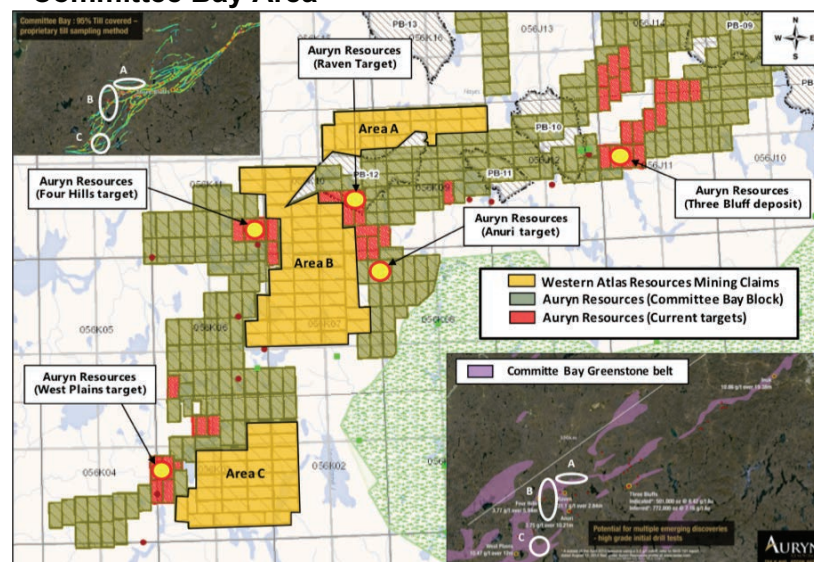 Committee Bay Area
Committee Bay : 95% Till covered –
proprietary till sampling method
A
B
C
PB-13
056K16
056J14
PB-09
N
W
E
S
Auryn Resources
(Raven Target)
Area A
PB-10
056J12
PB-11
PB-12
056K09
056J11
056J10
Auryn Resources
(Four Hills target)
Auryn Resources
(Three Bluff deposit)
Auryn Resources
(Anuri target)
Area B
Western Atlas Resources Mining Claims
Auryn Resources (Committee Bay Block)
Auryn Resources (Current targets)
056K05
056K06
056K07
056K08
Auryn Resources
(West Plains target)
Committe Bay Greenstone belt
A
B
C
Three Bluffs
Potential for multiple emerging discoveries
- high grade initial drill tests
AURYN
056K04
Area C
056K02